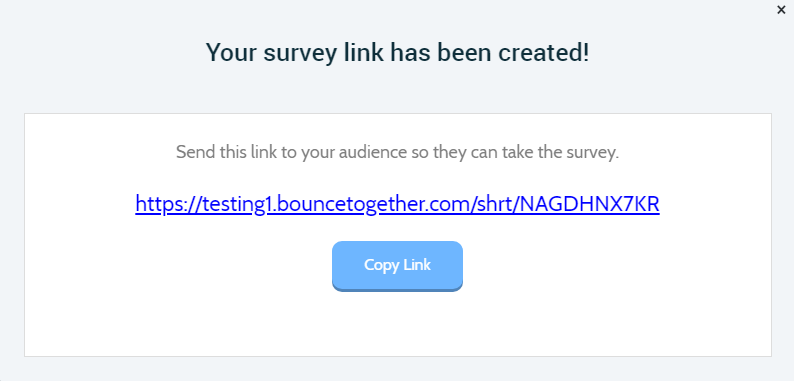 ×
Your survey link has been created!
Send this link to your audience so they can take the survey.
https://testing1.bouncetogether.com/shrt/NAGDHNX7KR
Copy Link